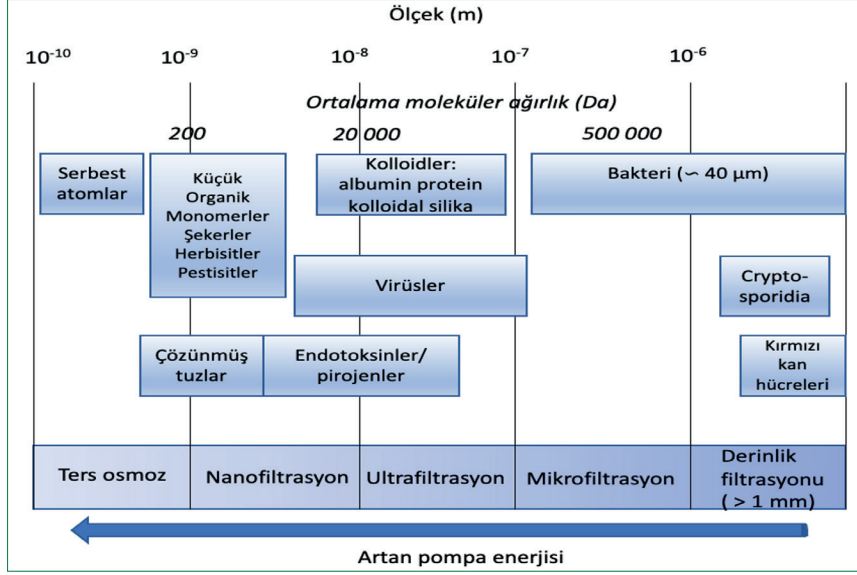 Ölçek (m)
10⁻¹⁰ 10⁻⁹ 10⁻⁸ 10⁻⁷ 10⁻⁶
Ortalama moleküler ağırlık (Da)
200 20 000 500 000
Serbest
atomlar
Küçük
Organik
Monomerler
Şekerler
Herbisitler
Pestisitler
Kolloidler:
albumin protein
kolloidal silika
Bakteri (∽ 40 µm)
Virüsler
Crypto-
sporidia
Çözünmüş
tuzlar
Endotoksinler/
pirojenler
Kırmızı
kan
hücreleri
Ters osmoz
Nanofiltrasyon
Ultrafiltrasyon
Mikrofiltrasyon
Derinlik
filtrasyonu
( > 1 mm)
Artan pompa enerjisi